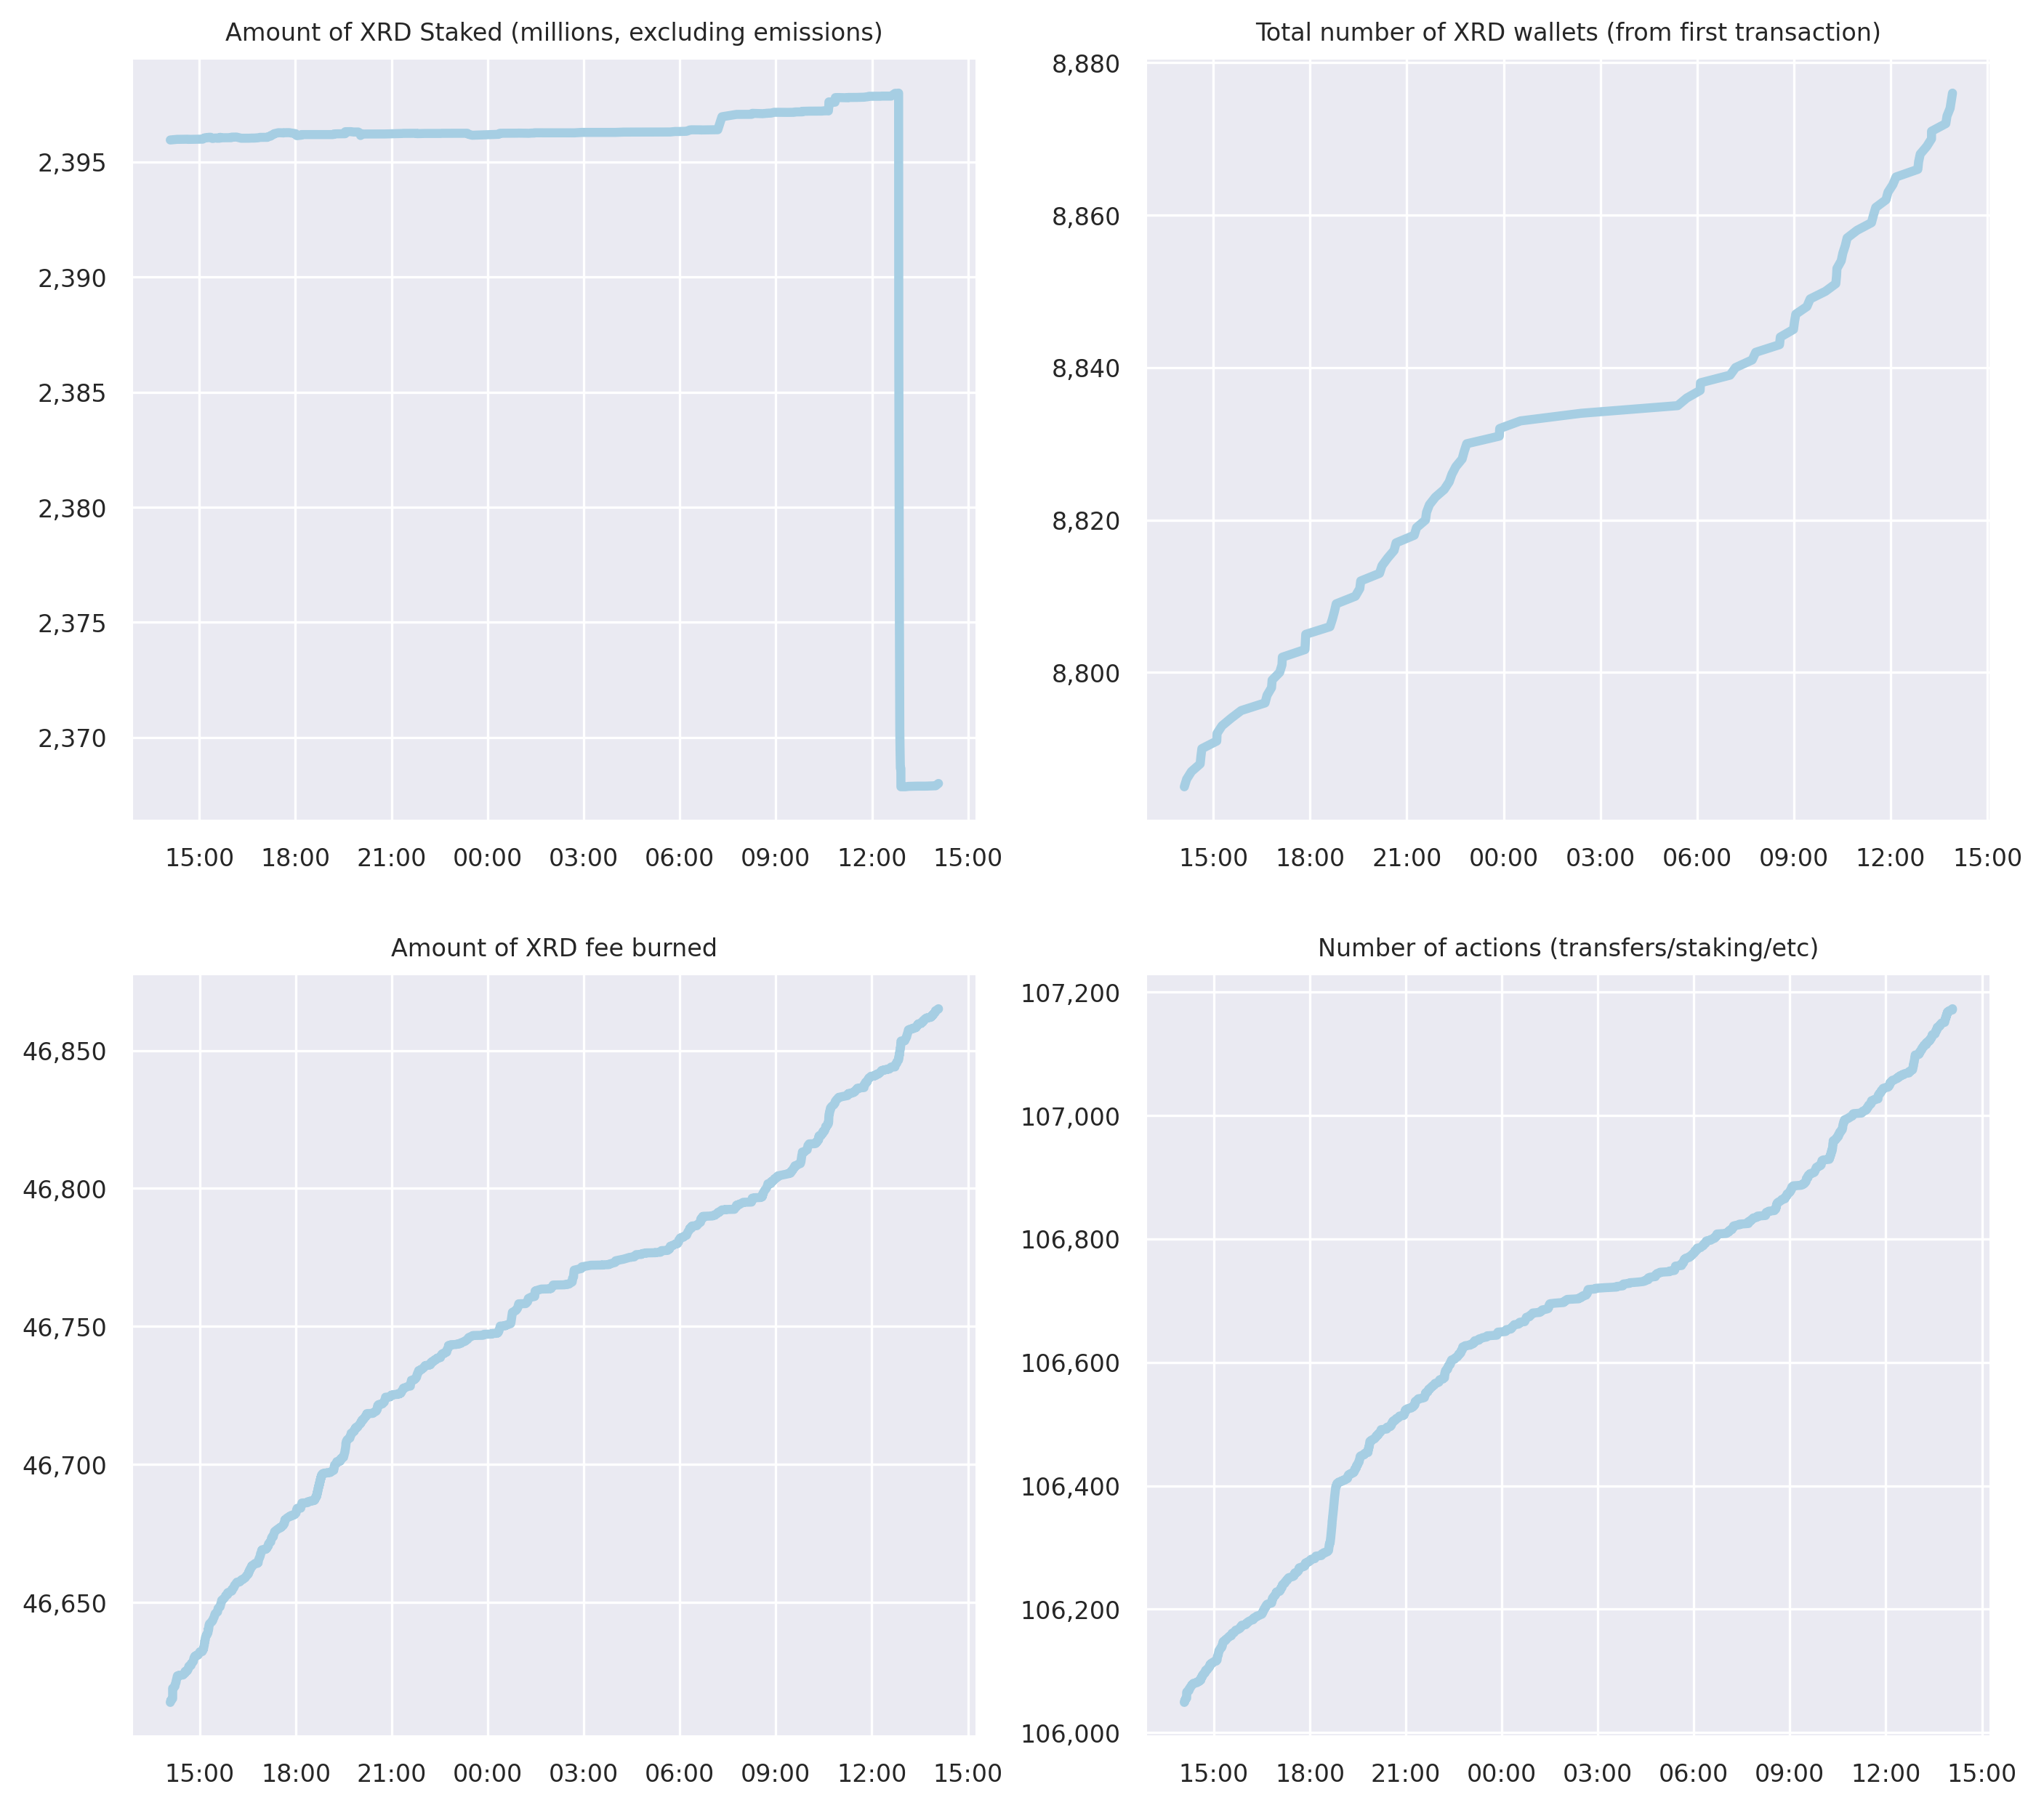 Amount of XRD Staked (millions, excluding emissions)
2,395
2,390
2,385
2,380
2,375
2,370
15:00 18:00 21:00 00:00 03:00 06:00 09:00 12:00 15:00
Total number of XRD wallets (from first transaction)
8,880
8,860
8,840
8,820
8,800
15:00 18:00 21:00 00:00 03:00 06:00 09:00 12:00 15:00
Amount of XRD fee burned
46,850
46,800
46,750
46,700
46,650
15:00 18:00 21:00 00:00 03:00 06:00 09:00 12:00 15:00
Number of actions (transfers/staking/etc)
107,200
107,000
106,800
106,600
106,400
106,200
106,000
15:00 18:00 21:00 00:00 03:00 06:00 09:00 12:00 15:00